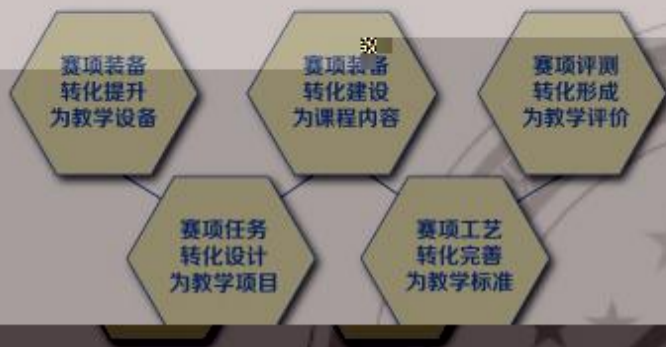 赛项装备
转化提升
为教学设备
赛项装备
转化建设
为课程内容
赛项评测
转化形成
为教学评价
赛项任务
转化设计
为教学项目
赛项工艺
转化完善
为教学标准